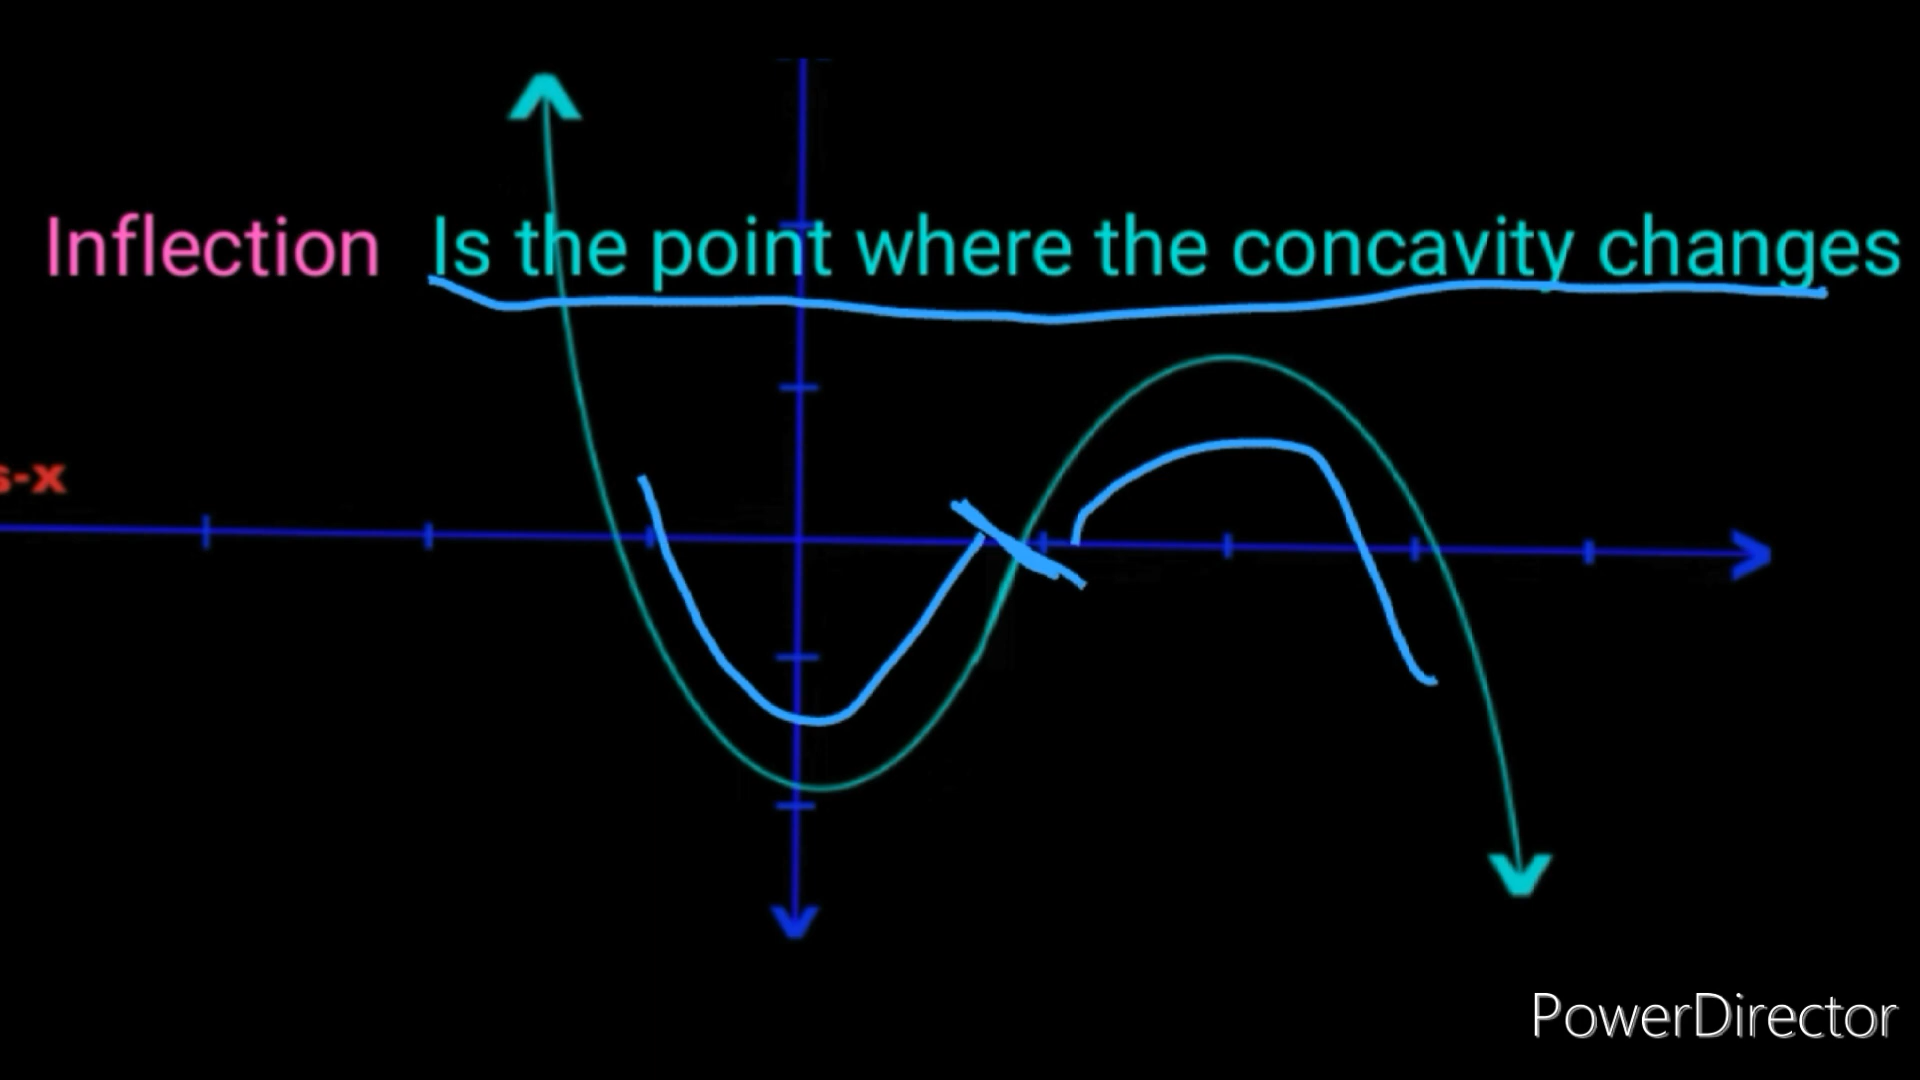 Inflection Is the point where the concavity changes
s-x
PowerDirector